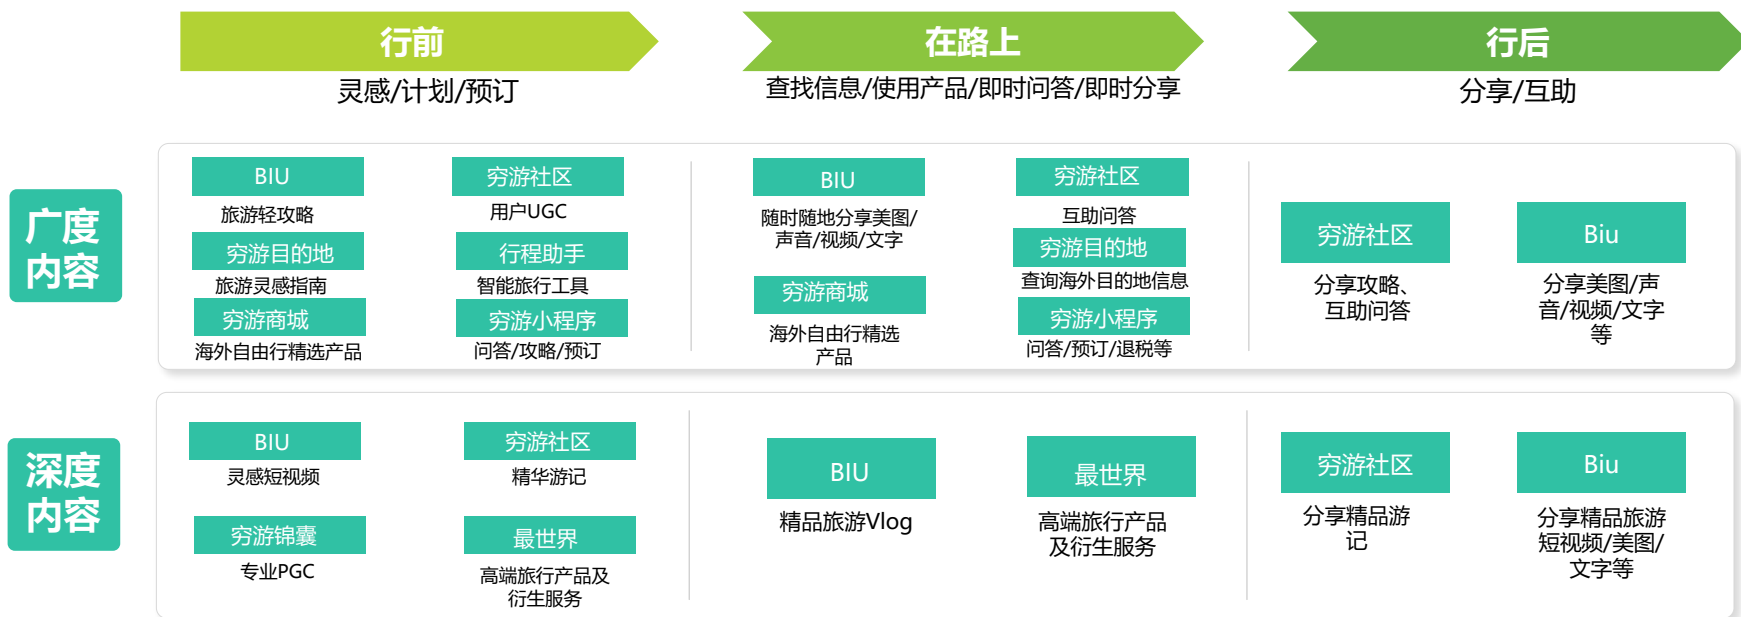 行前
在路上
行后
灵感/计划/预订
查找信息/使用产品/即时问答/即时分享
分享/互助
广度
内容
BIU
旅游轻攻略
穷游社区
用户UGC
穷游目的地
旅游灵感指南
行程助手
智能旅行工具
穷游商城
海外自由行精选产品
穷游小程序
问答/攻略/预订
BIU
随时随地分享美图/
声音/视频/文字
穷游社区
互助问答
穷游目的地
查询海外目的地信息
穷游商城
海外自由行精选
产品
穷游小程序
问答/预订/退税等
穷游社区
分享攻略、
互助问答
Biu
分享美图/声
音/视频/文字
等
深度
内容
BIU
灵感短视频
穷游社区
精华游记
穷游锦囊
专业PGC
最世界
高端旅行产品及
衍生服务
BIU
精品旅游Vlog
最世界
高端旅行产品
及衍生服务
穷游社区
分享精品游
记
Biu
分享精品旅游
短视频/美图/
文字等